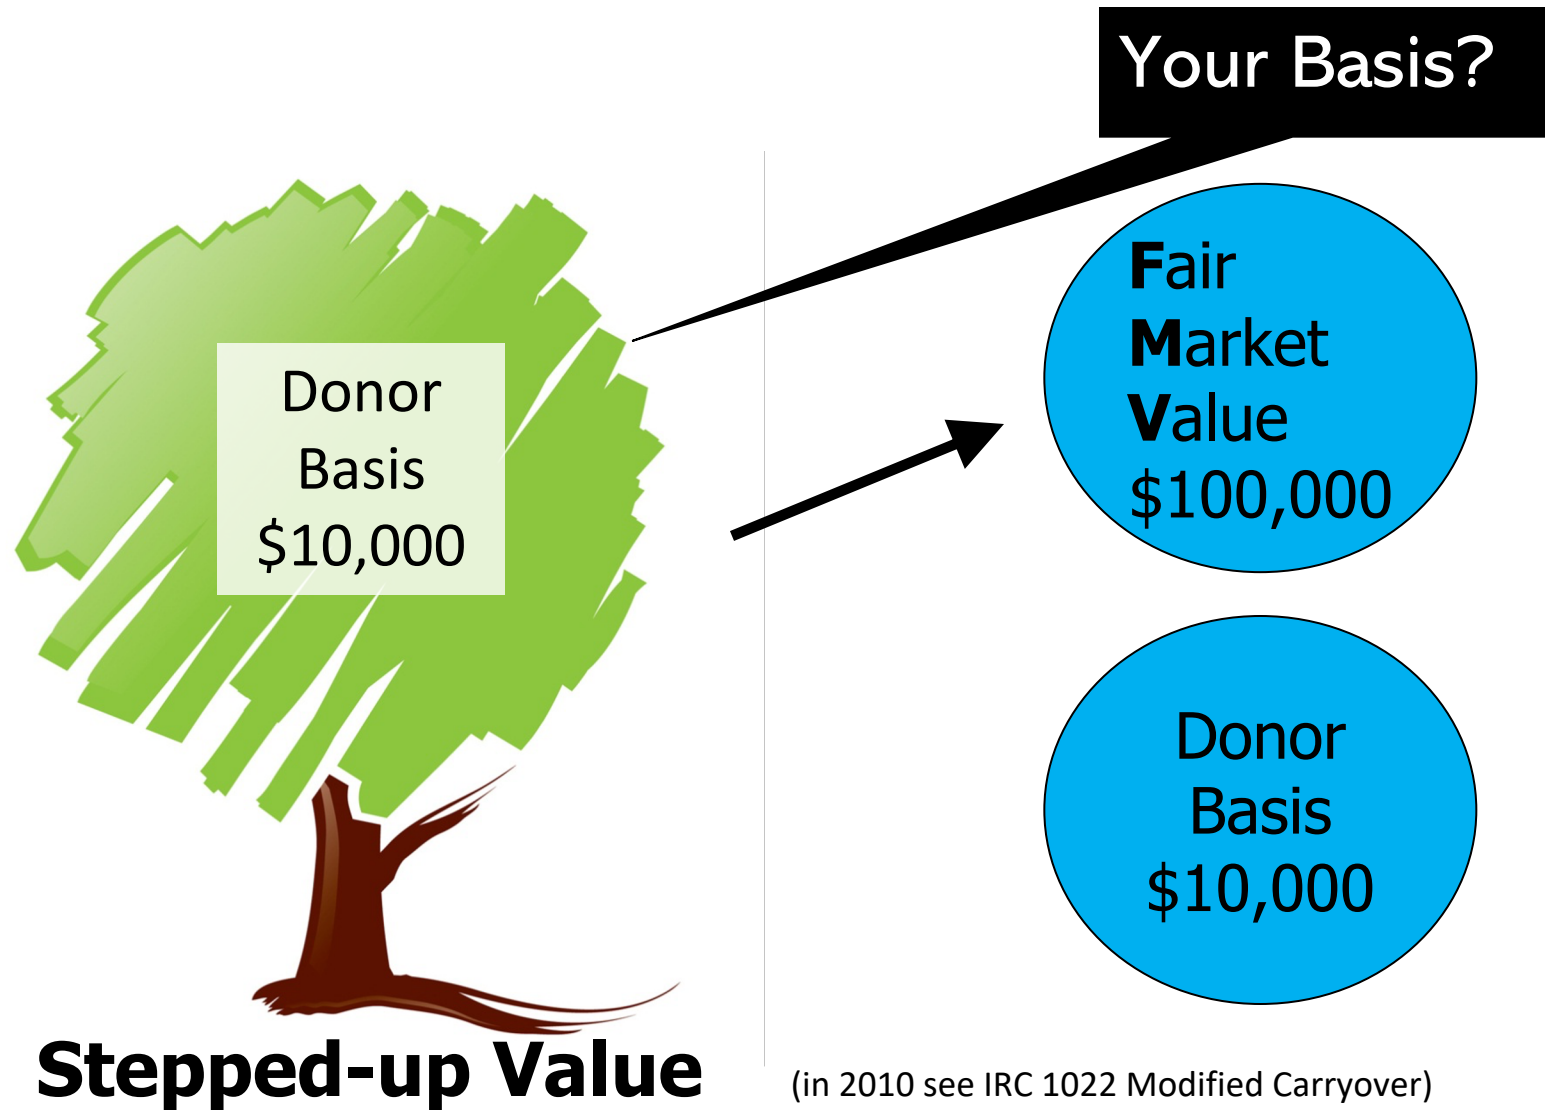 Your Basis?
Donor
Basis
$10,000
Fair
Market
Value
$100,000
Donor
Basis
$10,000
Stepped-up Value
(in 2010 see IRC 1022 Modified Carryover)